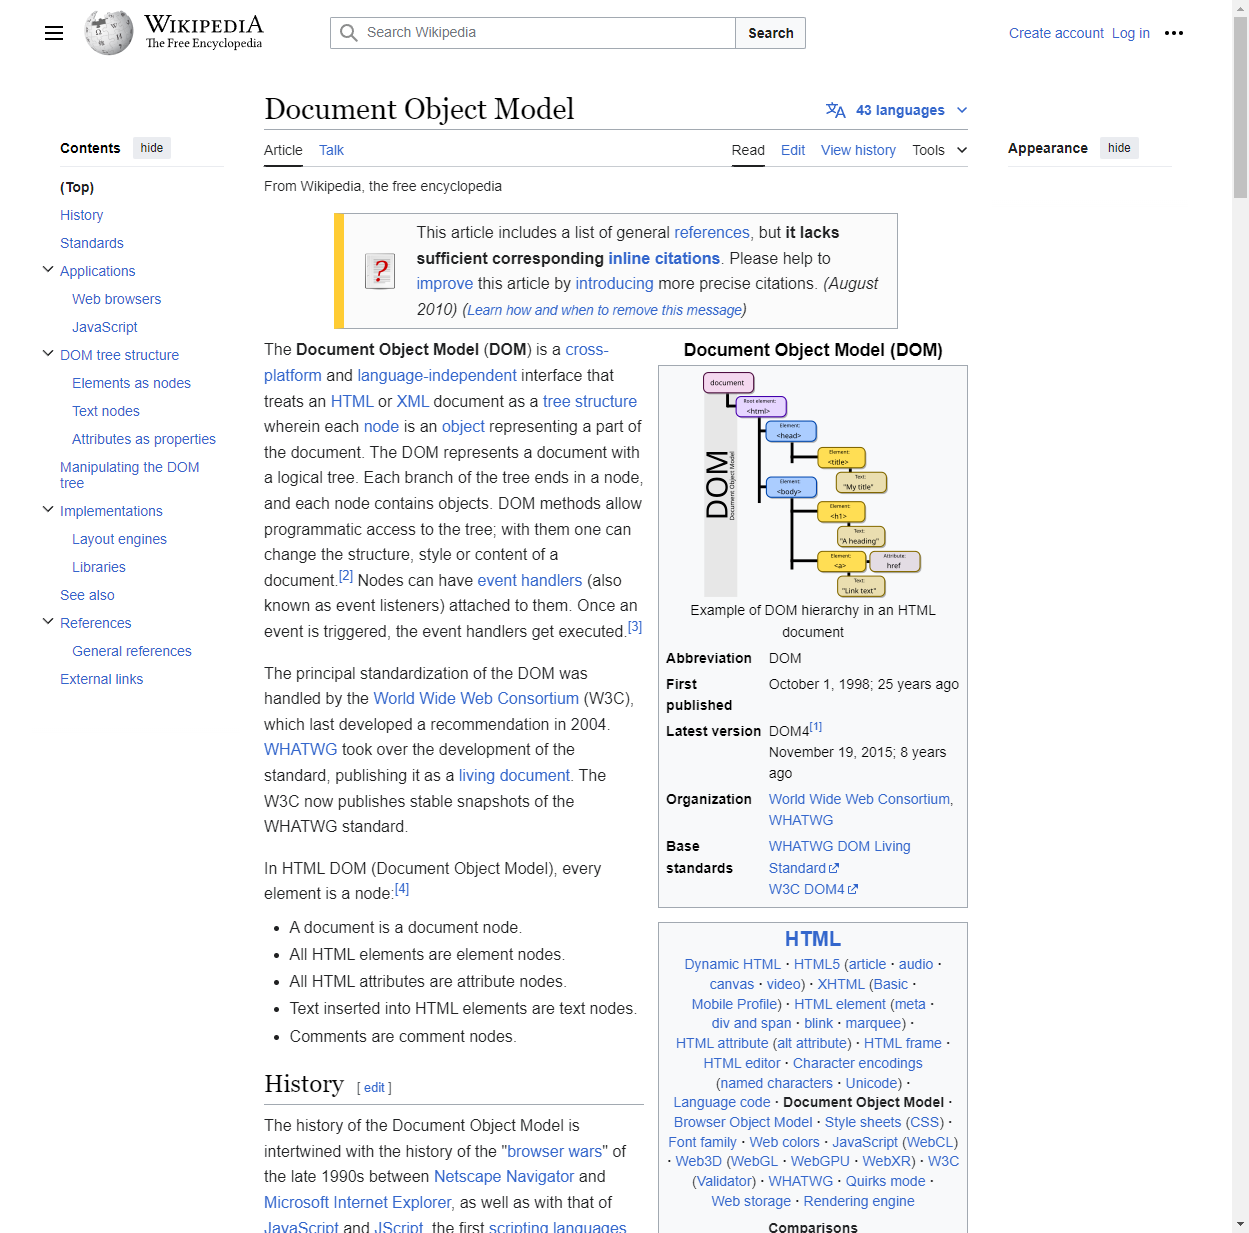 WIKIPEDIA
The Free Encyclopedia
Search Wikipedia
Search
Create account Log in
Document Object Model
43 languages
Contents hide
(Top)
History
Standards
Applications
Web browsers
JavaScript
DOM tree structure
Elements as nodes
Text nodes
Attributes as properties
Manipulating the DOM
tree
Implementations
Layout engines
Libraries
See also
References
General references
External links
Article Talk
Read Edit View history Tools
Appearance hide
From Wikipedia, the free encyclopedia
This article includes a list of general references, but it lacks
sufficient corresponding inline citations. Please help to
improve this article by introducing more precise citations. (August
2010) (Learn how and when to remove this message)
The Document Object Model (DOM) is a cross-
platform and language-independent interface that
treats an HTML or XML document as a tree structure
wherein each node is an object representing a part of
the document. The DOM represents a document with
a logical tree. Each branch of the tree ends in a node,
and each node contains objects. DOM methods allow
programmatic access to the tree; with them one can
change the structure, style or content of a
document.[2] Nodes can have event handlers (also
known as event listeners) attached to them. Once an
event is triggered, the event handlers get executed.[3]
The principal standardization of the DOM was
handled by the World Wide Web Consortium (W3C),
which last developed a recommendation in 2004.
WHATWG took over the development of the
standard, publishing it as a living document. The
W3C now publishes stable snapshots of the
WHATWG standard.
In HTML DOM (Document Object Model), every
element is a node:[4]
• A document is a document node.
• All HTML elements are element nodes.
• All HTML attributes are attribute nodes.
• Text inserted into HTML elements are text nodes.
• Comments are comment nodes.
History [ edit ]
The history of the Document Object Model is
intertwined with the history of the "browser wars" of
the late 1990s between Netscape Navigator and
Microsoft Internet Explorer, as well as with that of
JavaScript and JScript, the first scripting languages
Document Object Model (DOM)
DOM
Document Object Model
document
Root element:
<html>
Element:
<head>
Element:
<title>
Text:
"My title"
Element:
<body>
Element:
<h1>
Text:
"A heading"
Element:
<a>
Attribute:
href
Text:
"Link text"
Example of DOM hierarchy in an HTML
document
Abbreviation DOM
First October 1, 1998; 25 years ago
published
Latest version DOM4[1]
November 19, 2015; 8 years
ago
Organization World Wide Web Consortium,
WHATWG
Base WHATWG DOM Living
standards Standard
W3C DOM4
HTML
Dynamic HTML · HTML5 (article · audio ·
canvas · video) · XHTML (Basic ·
Mobile Profile) · HTML element (meta ·
div and span · blink · marquee) ·
HTML attribute (alt attribute) · HTML frame ·
HTML editor · Character encodings
(named characters · Unicode) ·
Language code · Document Object Model ·
Browser Object Model · Style sheets (CSS) ·
Font family · Web colors · JavaScript (WebCL)
· Web3D (WebGL · WebGPU · WebXR) · W3C
(Validator) · WHATWG · Quirks mode ·
Web storage · Rendering engine
Comparisons